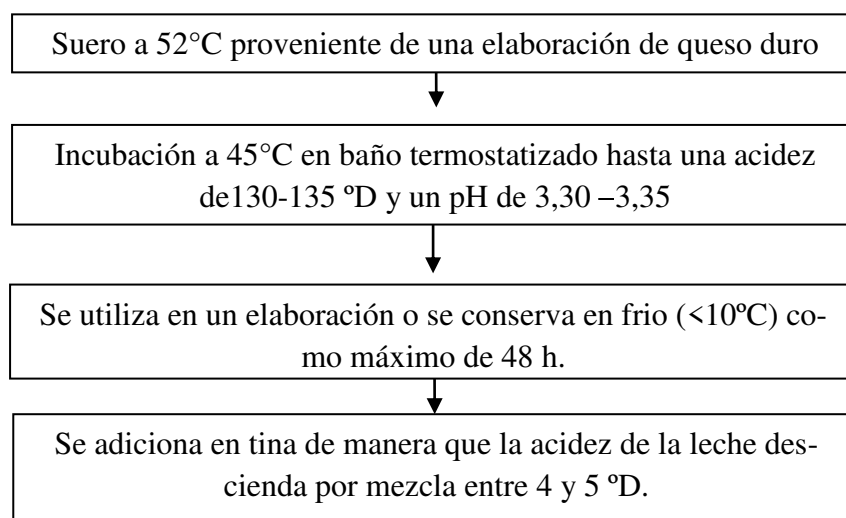 Suero a 52°C proveniente de una elaboración de queso duro
Incubación a 45°C en baño termostatizado hasta una acidez
de130-135 ºD y un pH de 3,30 –3,35
Se utiliza en un elaboración o se conserva en frio (<10ºC) co-
mo máximo de 48 h.
Se adiciona en tina de manera que la acidez de la leche des-
cienda por mezcla entre 4 y 5 ºD.